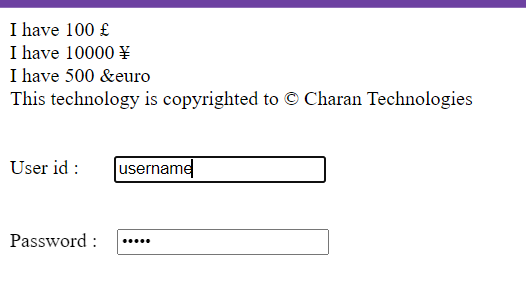 I have 100 £
I have 10000 ¥
I have 500 &euro
This technology is copyrighted to © Charan Technologies
User id : username
Password : •••••